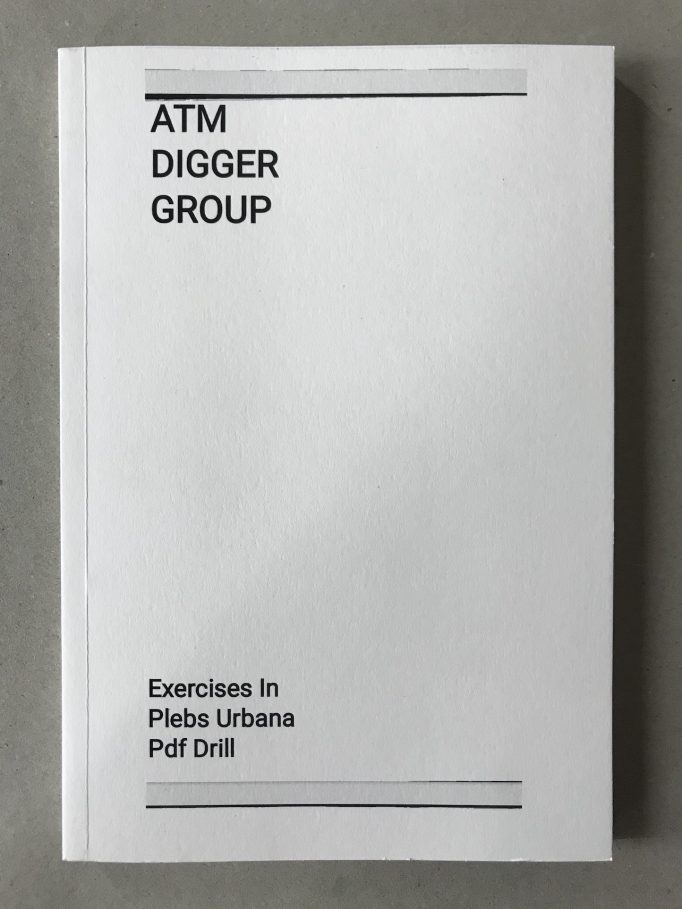 ATM
DIGGER
GROUP
Exercises In
Plebs Urbana
Pdf Drill